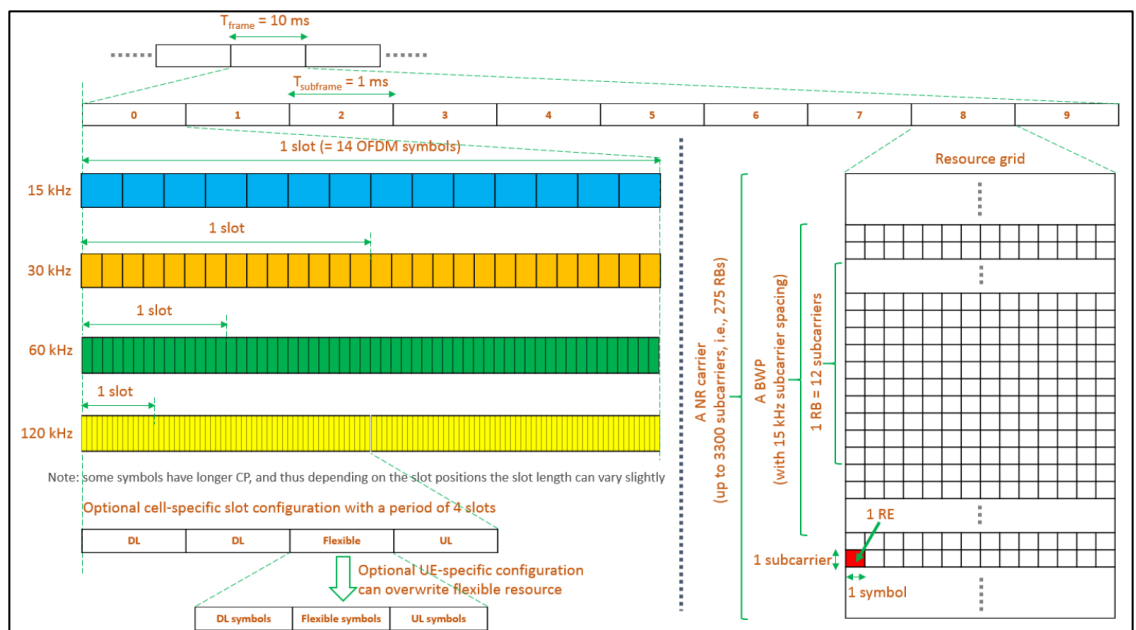 T_frame = 10 ms
T_subframe = 1 ms
0 1 2 3 4 5 6 7 8 9
1 slot (= 14 OFDM symbols)
15 kHz
1 slot
30 kHz
1 slot
60 kHz
1 slot
120 kHz
Note: some symbols have longer CP, and thus depending on the slot positions the slot length can vary slightly
Optional cell-specific slot configuration with a period of 4 slots
DL DL Flexible UL
Optional UE-specific configuration
can overwrite flexible resource
DL symbols Flexible symbols UL symbols
Resource grid
A NR carrier
(up to 3300 subcarriers, i.e., 275 RBs)
A BWP
(with 15 kHz subcarrier spacing)
1 RB = 12 subcarriers
1 RE
1 subcarrier
1 symbol